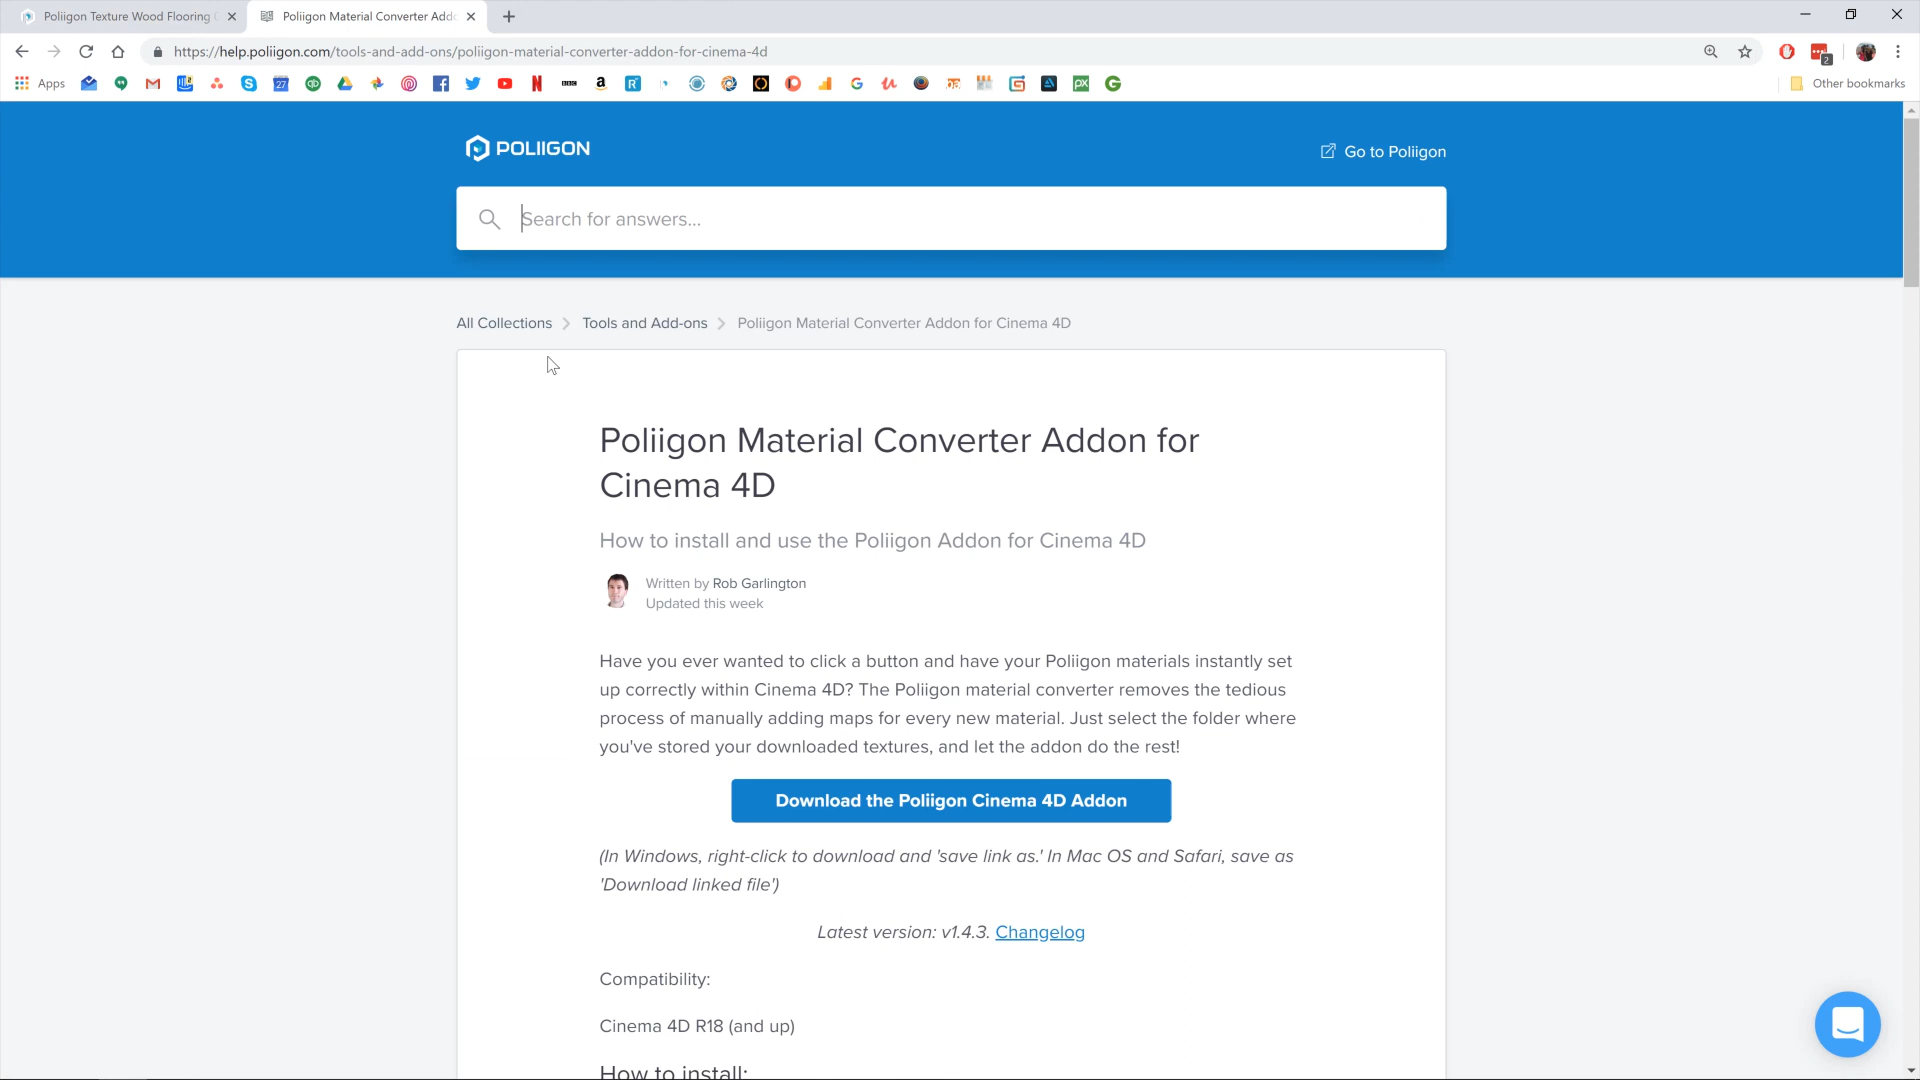 Poliigon Texture Wood Flooring
Poliigon Material Converter Addo
https://help.poliigon.com/tools-and-add-ons/poliigon-material-converter-addon-for-cinema-4d
2
Apps
27
BBC
Other bookmarks
POLIIGON
Go to Poliigon
Search for answers...
All Collections
Tools and Add-ons
Poliigon Material Converter Addon for Cinema 4D
Poliigon Material Converter Addon for
Cinema 4D
How to install and use the Poliigon Addon for Cinema 4D
Written by Rob Garlington
Updated this week
Have you ever wanted to click a button and have your Poliigon materials instantly set
up correctly within Cinema 4D? The Poliigon material converter removes the tedious
process of manually adding maps for every new material. Just select the folder where
you've stored your downloaded textures, and let the addon do the rest!
Download the Poliigon Cinema 4D Addon
(In Windows, right-click to download and 'save link as.' In Mac OS and Safari, save as
'Download linked file')
Latest version: v1.4.3. Changelog
Compatibility:
Cinema 4D R18 (and up)
How to install: